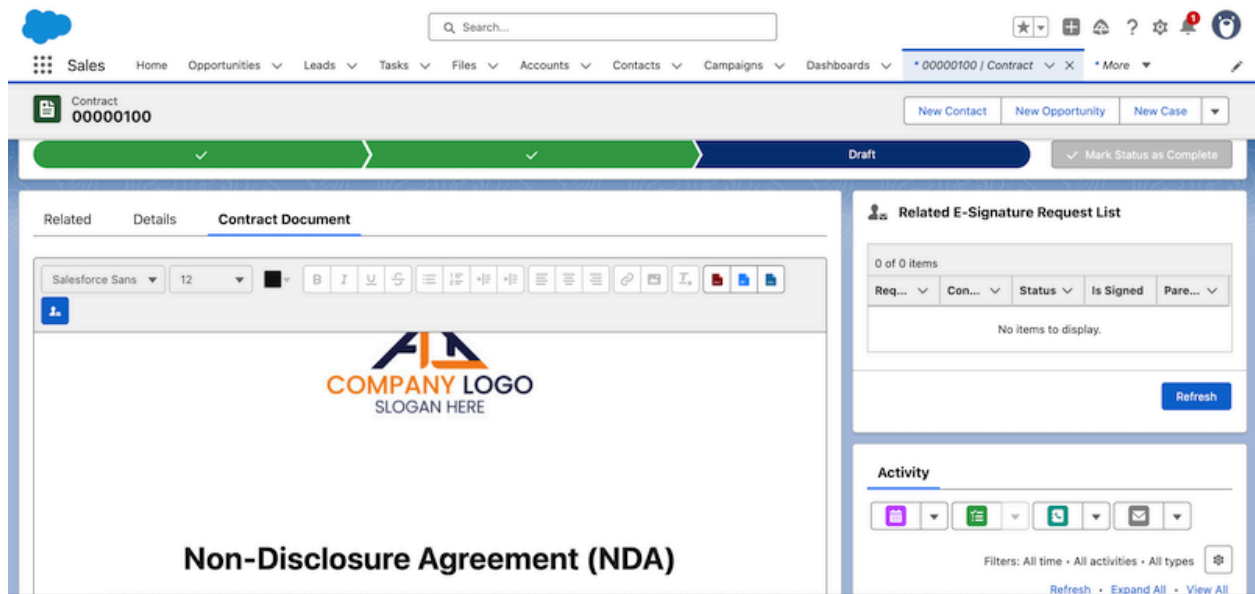 Search...
1
Sales Home Opportunities Leads Tasks Files Accounts Contacts Campaigns Dashboards * 00000100 | Contract * More
Contract
00000100
New Contact New Opportunity New Case
Draft
Mark Status as Complete
Related Details Contract Document
Salesforce Sans 12 B I U S
COMPANY LOGO
SLOGAN HERE
Non-Disclosure Agreement (NDA)
Related E-Signature Request List
0 of 0 items
Req... Con... Status Is Signed Pare...
No items to display.
Refresh
Activity
Filters: All time • All activities • All types
Refresh • Expand All • View All